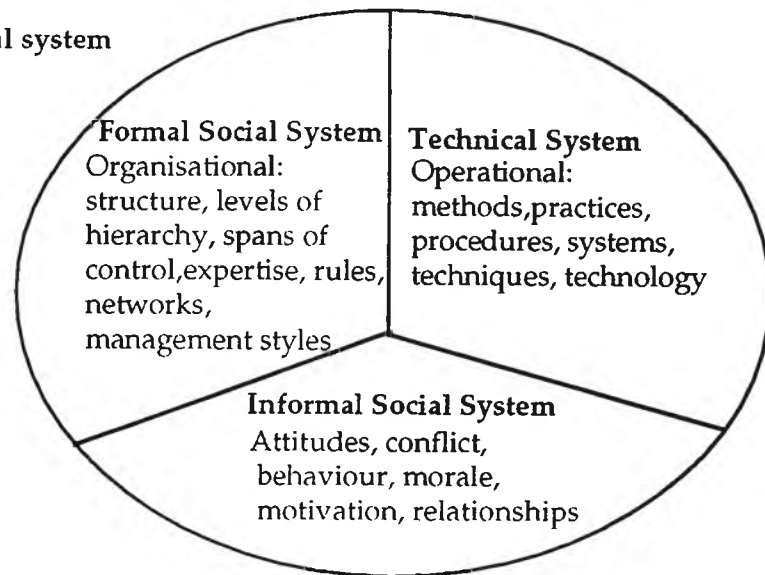 system
Formal Social System
Organisational:
structure, levels of
hierarchy, spans of
control,expertise, rules,
networks,
management styles
Technical System
Operational:
methods,practices,
procedures, systems,
techniques, technology
Informal Social System
Attitudes, conflict,
behaviour, morale,
motivation, relationships